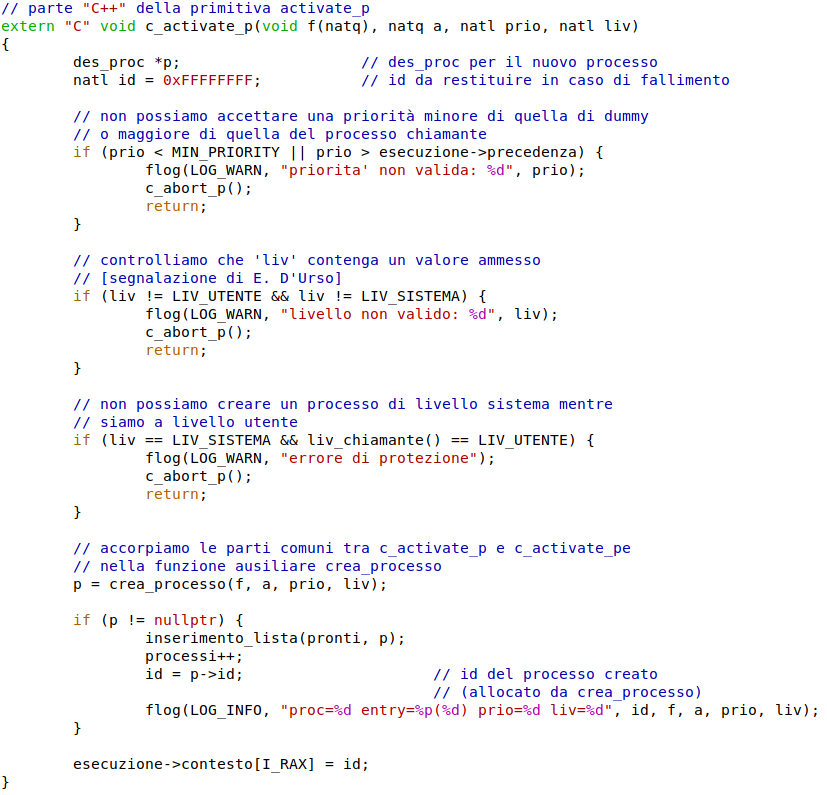 // parte "C++" della primitiva activate_p
extern "C" void c_activate_p(void f(natq), natq a, natl prio, natl liv)
{
        des_proc *p;                    // des_proc per il nuovo processo
        natl id = 0xFFFFFFFF;           // id da restituire in caso di fallimento

        // non possiamo accettare una priorità minore di quella di dummy
        // o maggiore di quella del processo chiamante
        if (prio < MIN_PRIORITY || prio > esecuzione->precedenza) {
                flog(LOG_WARN, "priorita' non valida: %d", prio);
                c_abort_p();
                return;
        }

        // controlliamo che 'liv' contenga un valore ammesso
        // [segnalazione di E. D'Urso]
        if (liv != LIV_UTENTE && liv != LIV_SISTEMA) {
                flog(LOG_WARN, "livello non valido: %d", liv);
                c_abort_p();
                return;
        }

        // non possiamo creare un processo di livello sistema mentre
        // siamo a livello utente
        if (liv == LIV_SISTEMA && liv_chiamante() == LIV_UTENTE) {
                flog(LOG_WARN, "errore di protezione");
                c_abort_p();
                return;
        }

        // accorpiamo le parti comuni tra c_activate_p e c_activate_pe
        // nella funzione ausiliare crea_processo
        p = crea_processo(f, a, prio, liv);

        if (p != nullptr) {
                inserimento_lista(pronti, p);
                processi++;
                id = p->id;                     // id del processo creato
                                                // (allocato da crea_processo)
                flog(LOG_INFO, "proc=%d entry=%p(%d) prio=%d liv=%d", id, f, a, prio, liv);
        }

        esecuzione->contesto[I_RAX] = id;
}